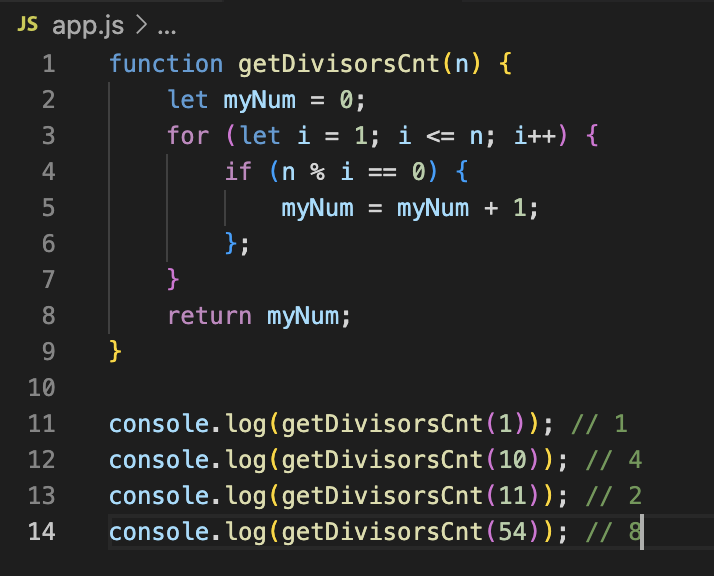 JS app.js > ...
1 function getDivisorsCnt(n) {
2     let myNum = 0;
3     for (let i = 1; i <= n; i++) {
4         if (n % i == 0) {
5             myNum = myNum + 1;
6         };
7     }
8     return myNum;
9 }
10
11 console.log(getDivisorsCnt(1)); // 1
12 console.log(getDivisorsCnt(10)); // 4
13 console.log(getDivisorsCnt(11)); // 2
14 console.log(getDivisorsCnt(54)); // 8